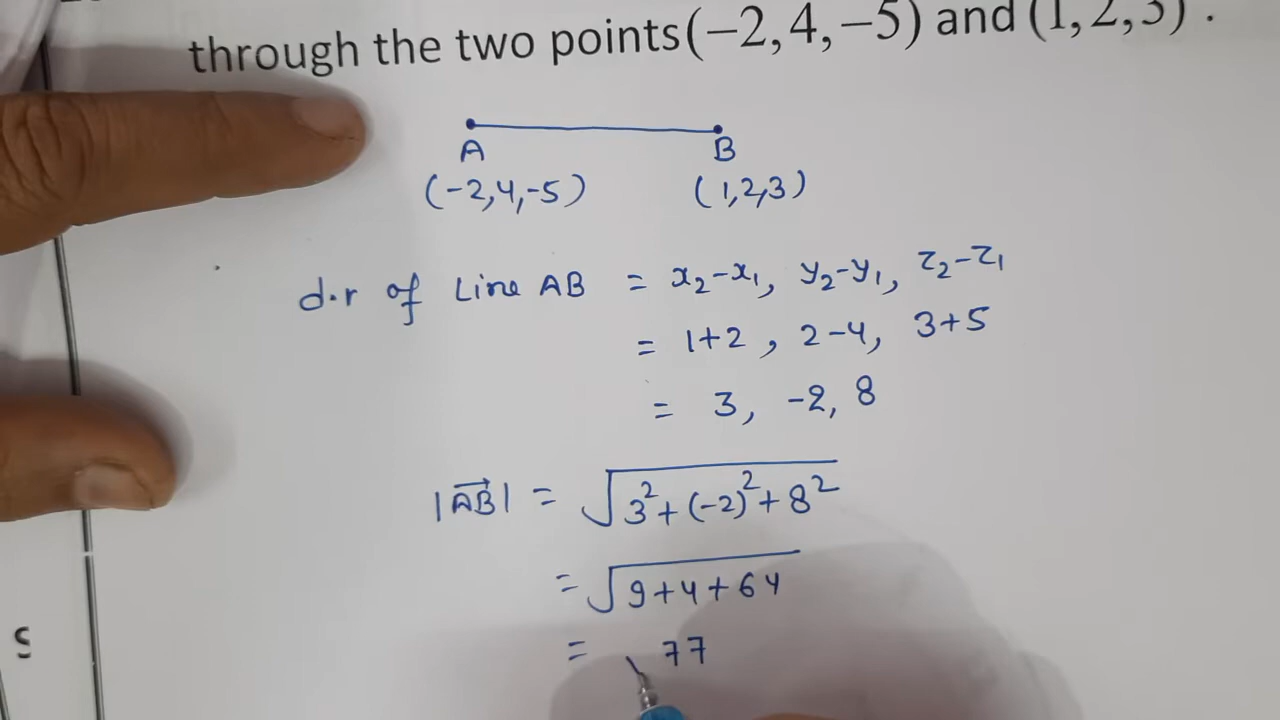 through the two points (−2, 4, −5) and (1, 2, 3) .
A B
(-2,4,-5) (1,2,3)
d.r of Line AB = x₂-x₁, y₂-y₁, z₂-z₁
= 1+2 , 2-4, 3+5
= 3, -2, 8
|AB⃗| = √(3²+(-2)²+8²)
= √(9+4+64)
= 77